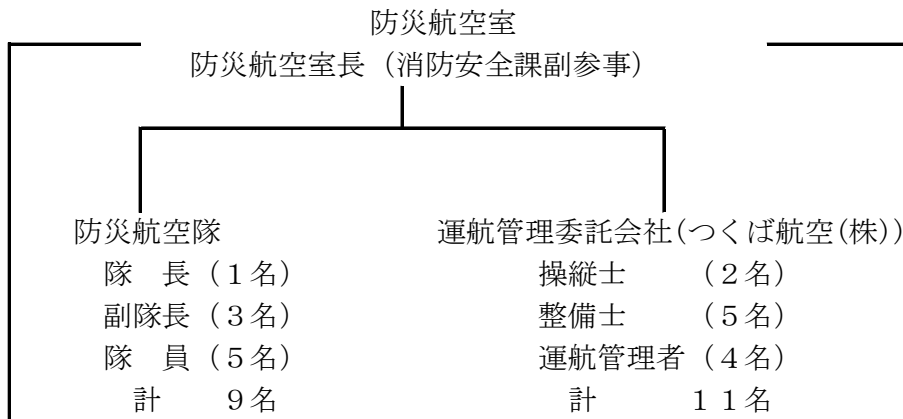 防災航空室
防災航空室長（消防安全課副参事）
防災航空隊
隊　長（１名）
副隊長（３名）
隊　員（５名）
計　　９名
運航管理委託会社(つくば航空(株))
操縦士　　（２名）
整備士　　（５名）
運航管理者（４名）
計　　　１１名